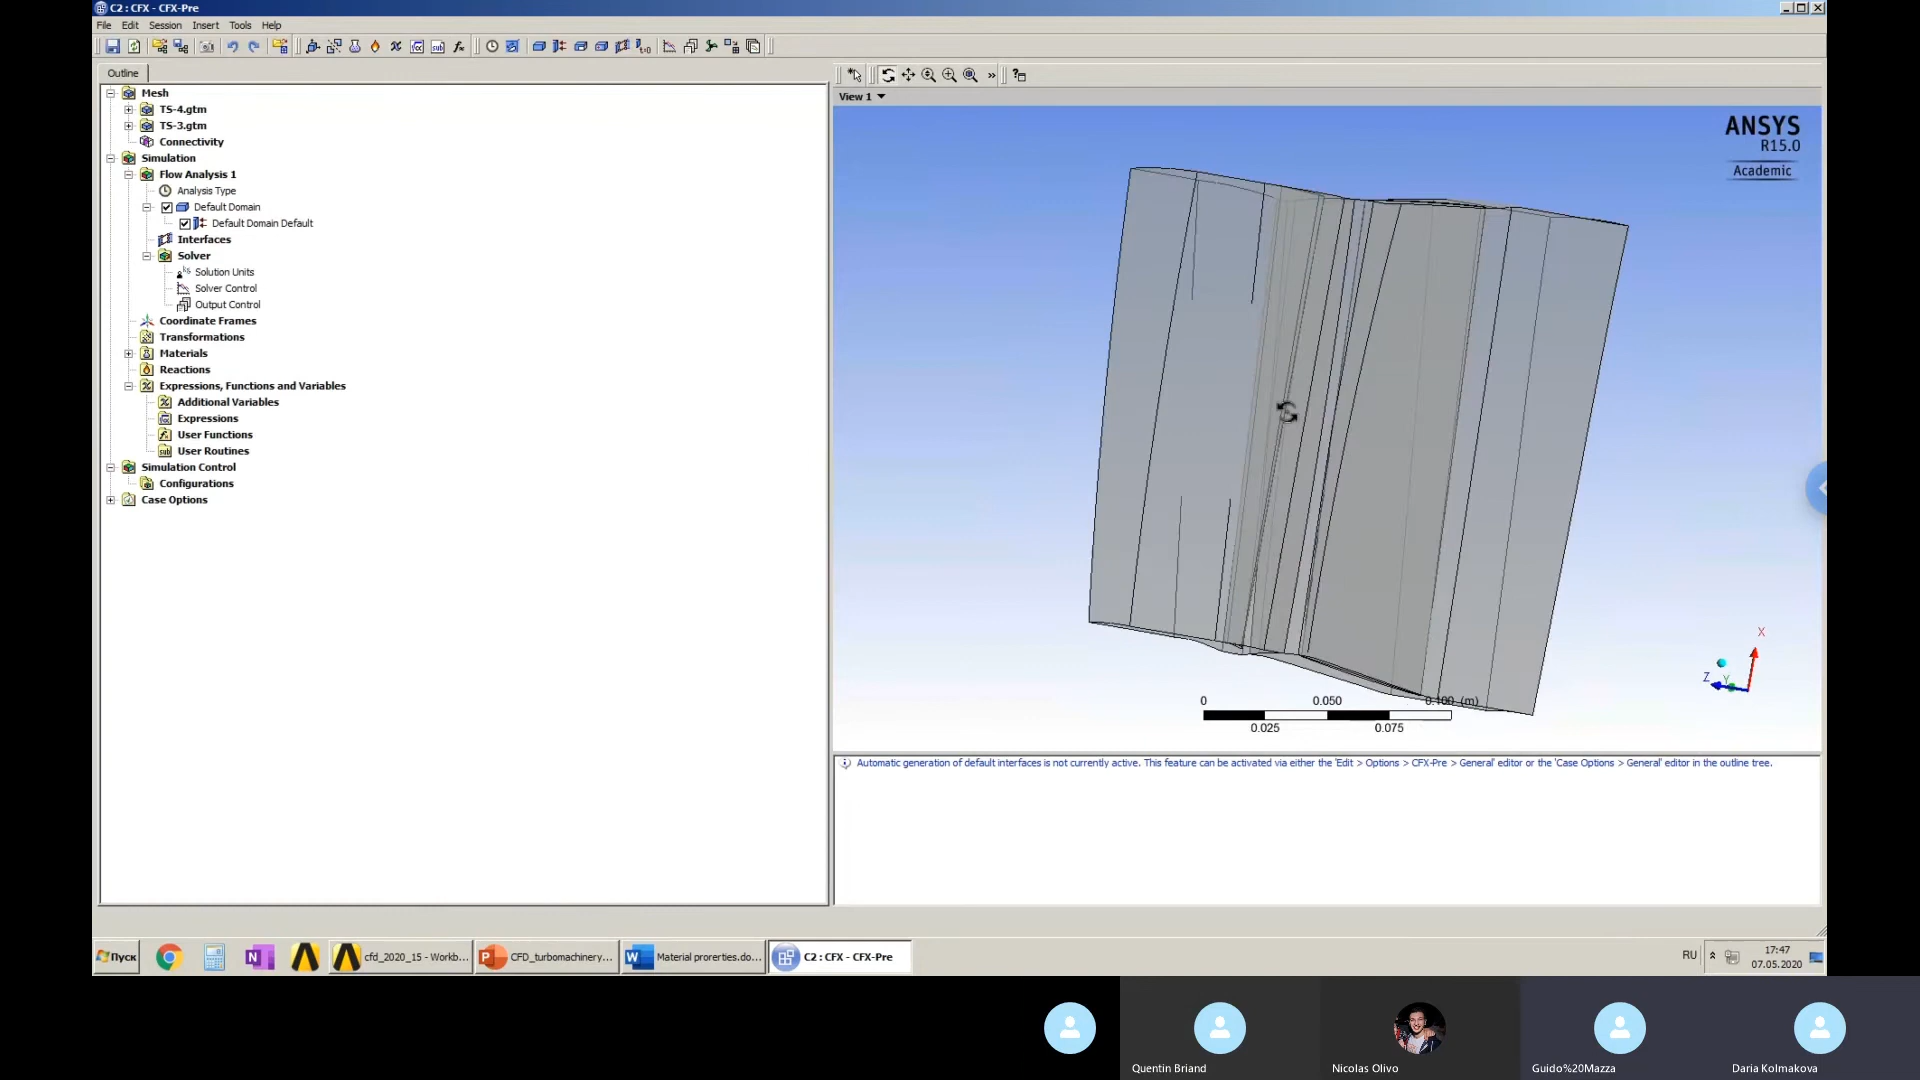 C2 : CFX - CFX-Pre
File Edit Session Insert Tools Help
Outline
Mesh
TS-4.gtm
TS-3.gtm
Connectivity
Simulation
Flow Analysis 1
Analysis Type
Default Domain
Default Domain Default
Interfaces
Solver
Solution Units
Solver Control
Output Control
Coordinate Frames
Transformations
Materials
Reactions
Expressions, Functions and Variables
Additional Variables
Expressions
User Functions
User Routines
Simulation Control
Configurations
Case Options
View 1
ANSYS
R15.0
Academic
X
Z
Y
0 0.050 0.100 (m)
0.025 0.075
Automatic generation of default interfaces is not currently active. This feature can be activated via either the 'Edit > Options > CFX-Pre > General' editor or the 'Case Options > General' editor in the outline tree.
Пуск
cfd_2020_15 - Workb...
CFD_turbomachinery...
Material prorerties.do...
C2 : CFX - CFX-Pre
RU
17:47
07.05.2020
Quentin Briand
Nicolas Olivo
Guido%20Mazza
Daria Kolmakova